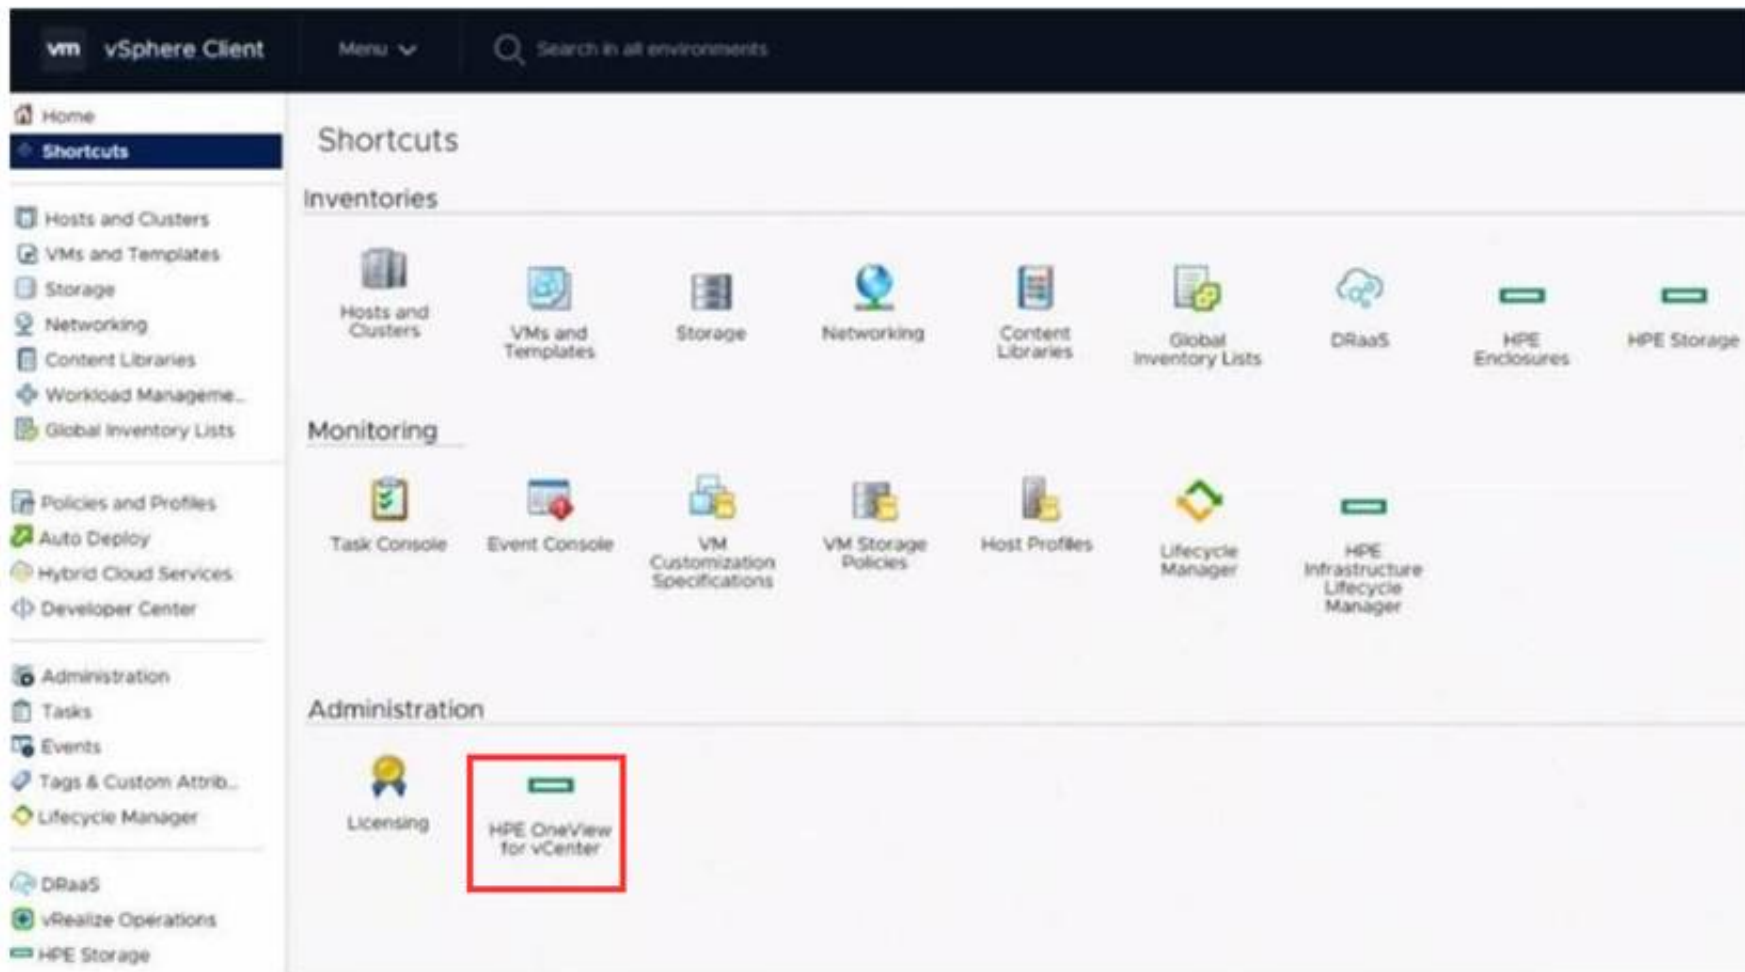 vm vSphere Client Menu Search in all environments
Home
Shortcuts
Hosts and Clusters
VMs and Templates
Storage
Networking
Content Libraries
Workload Manageme...
Global Inventory Lists
Policies and Profiles
Auto Deploy
Hybrid Cloud Services
Developer Center
Administration
Tasks
Events
Tags & Custom Attrib...
Lifecycle Manager
DRaaS
vRealize Operations
HPE Storage
Shortcuts
Inventories
Hosts and
Clusters
VMs and
Templates
Storage
Networking
Content
Libraries
Global
Inventory Lists
DRaaS
HPE
Enclosures
HPE Storage
Monitoring
Task Console
Event Console
VM
Customization
Specifications
VM Storage
Policies
Host Profiles
Lifecycle
Manager
HPE
Infrastructure
Lifecycle
Manager
Administration
Licensing
HPE OneView
for vCenter